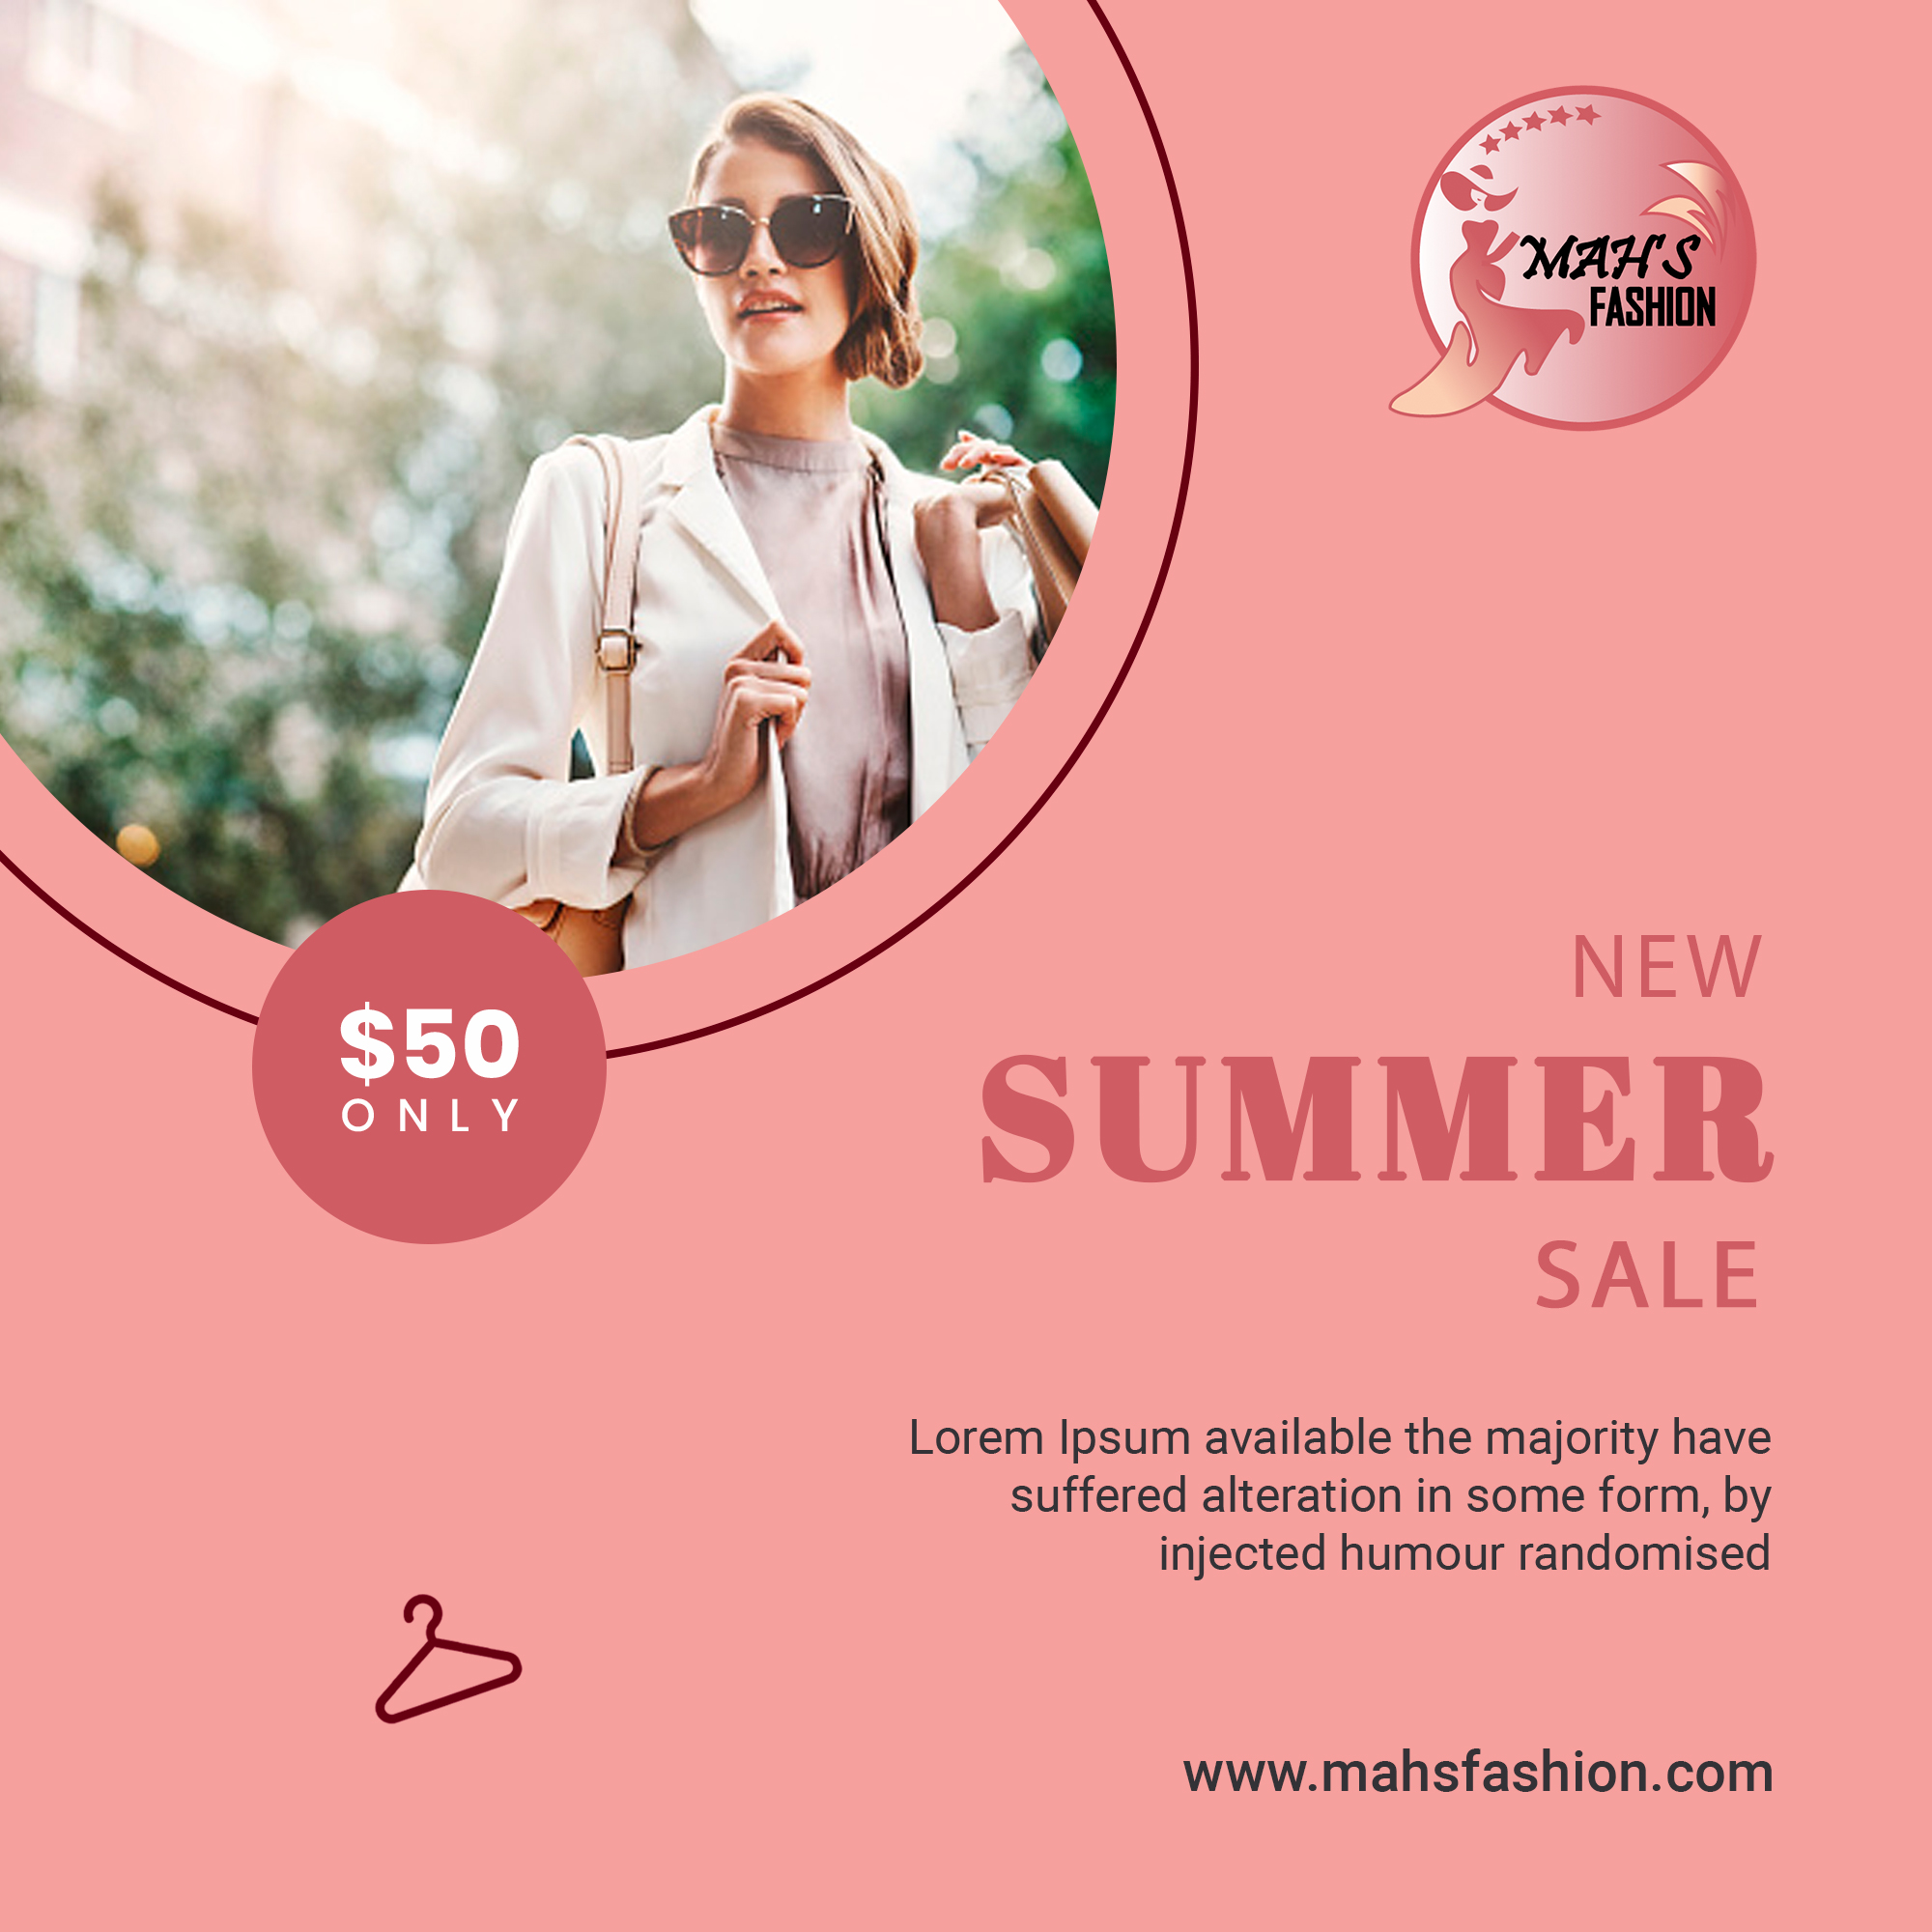 MAH'S
FASHION
$50
ONLY
NEW
SUMMER
SALE
Lorem Ipsum available the majority have
suffered alteration in some form, by
injected humour randomised
www.mahsfashion.com